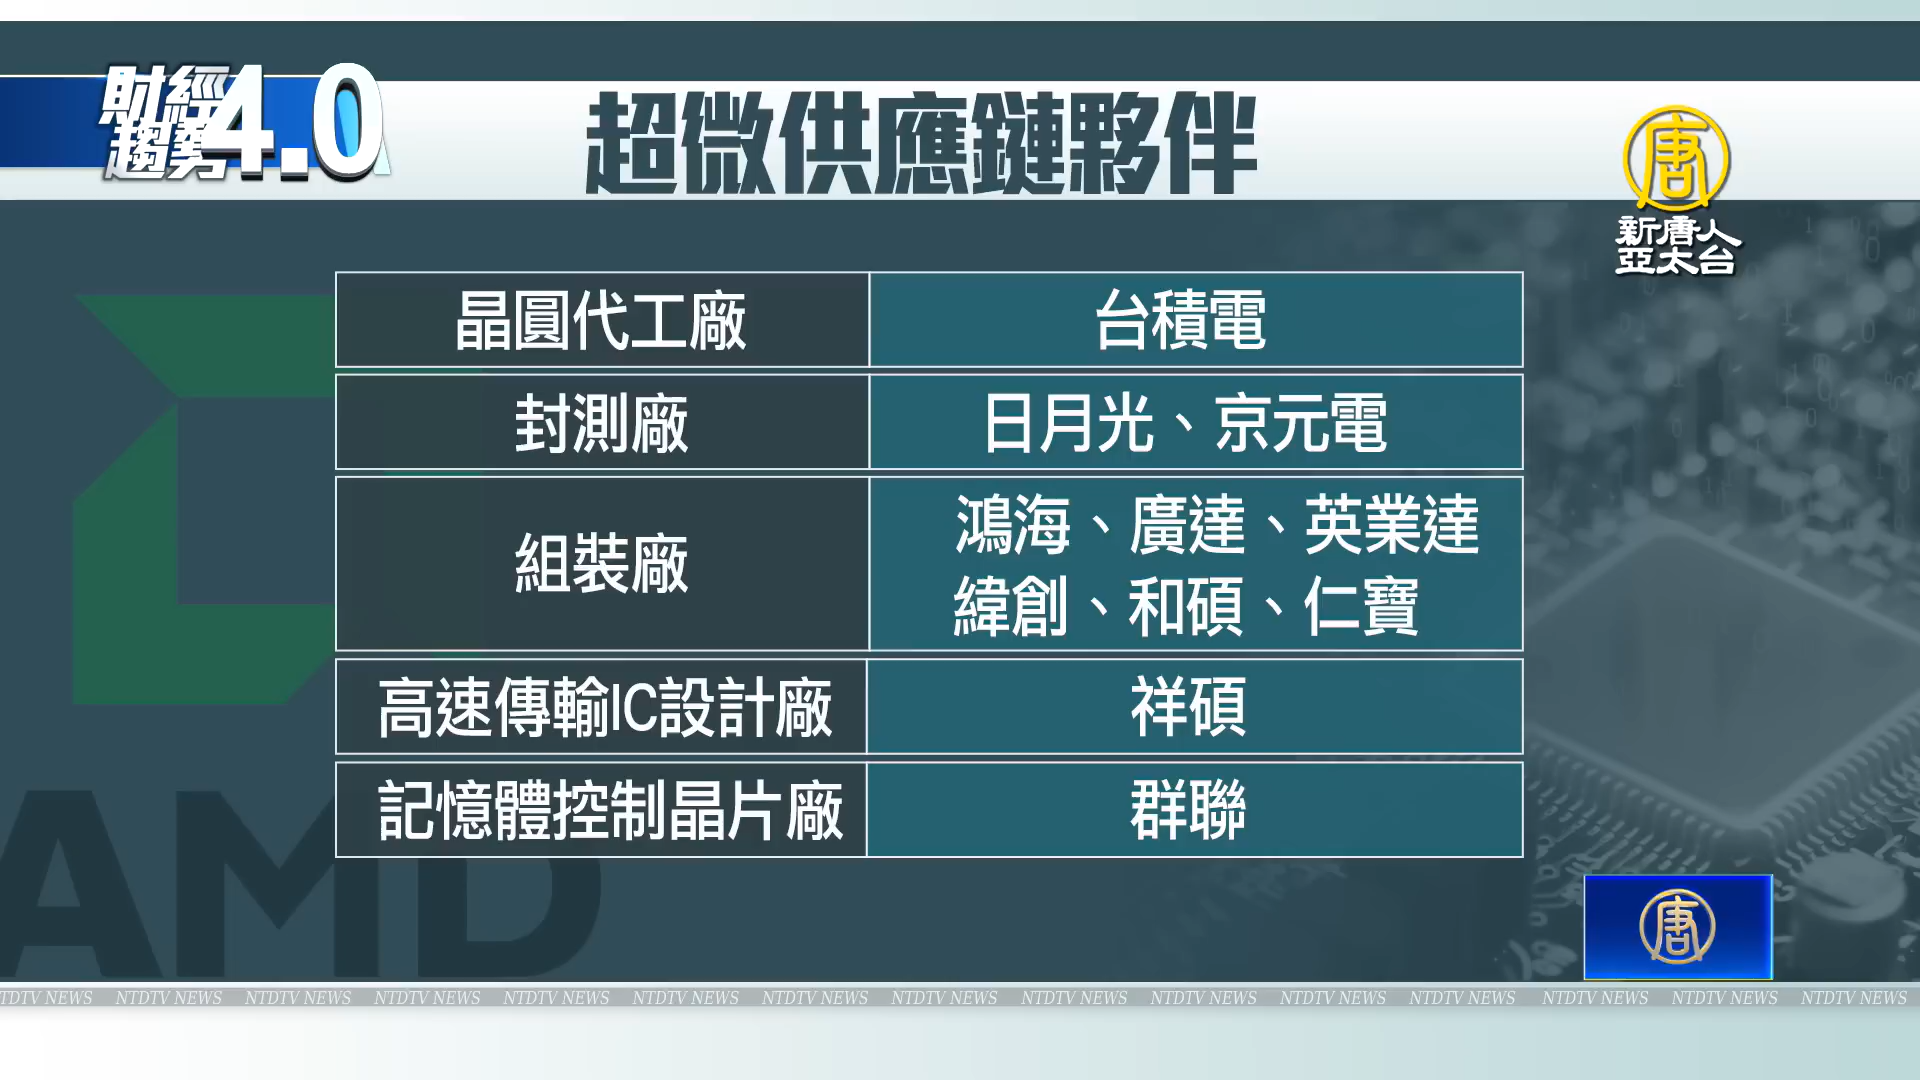 財經
趨勢4.0
超微供應鏈夥伴
唐
新唐人
亞太台
晶圓代工廠 台積電
封測廠 日月光、京元電
組裝廠 鴻海、廣達、英業達
緯創、和碩、仁寶
高速傳輸IC設計廠 祥碩
記憶體控制晶片廠 群聯
AMD
唐
TDTV NEWS NTDTV NEWS NTDTV NEWS NTDTV NEWS NTDTV NEWS NTDTV NEWS NTDTV NEWS NTDTV NEWS NTDTV NEWS NTDTV NEWS NTDTV NEWS NTDTV NEWS NTDTV NEWS NTDTV NEWS NTDTV NEWS